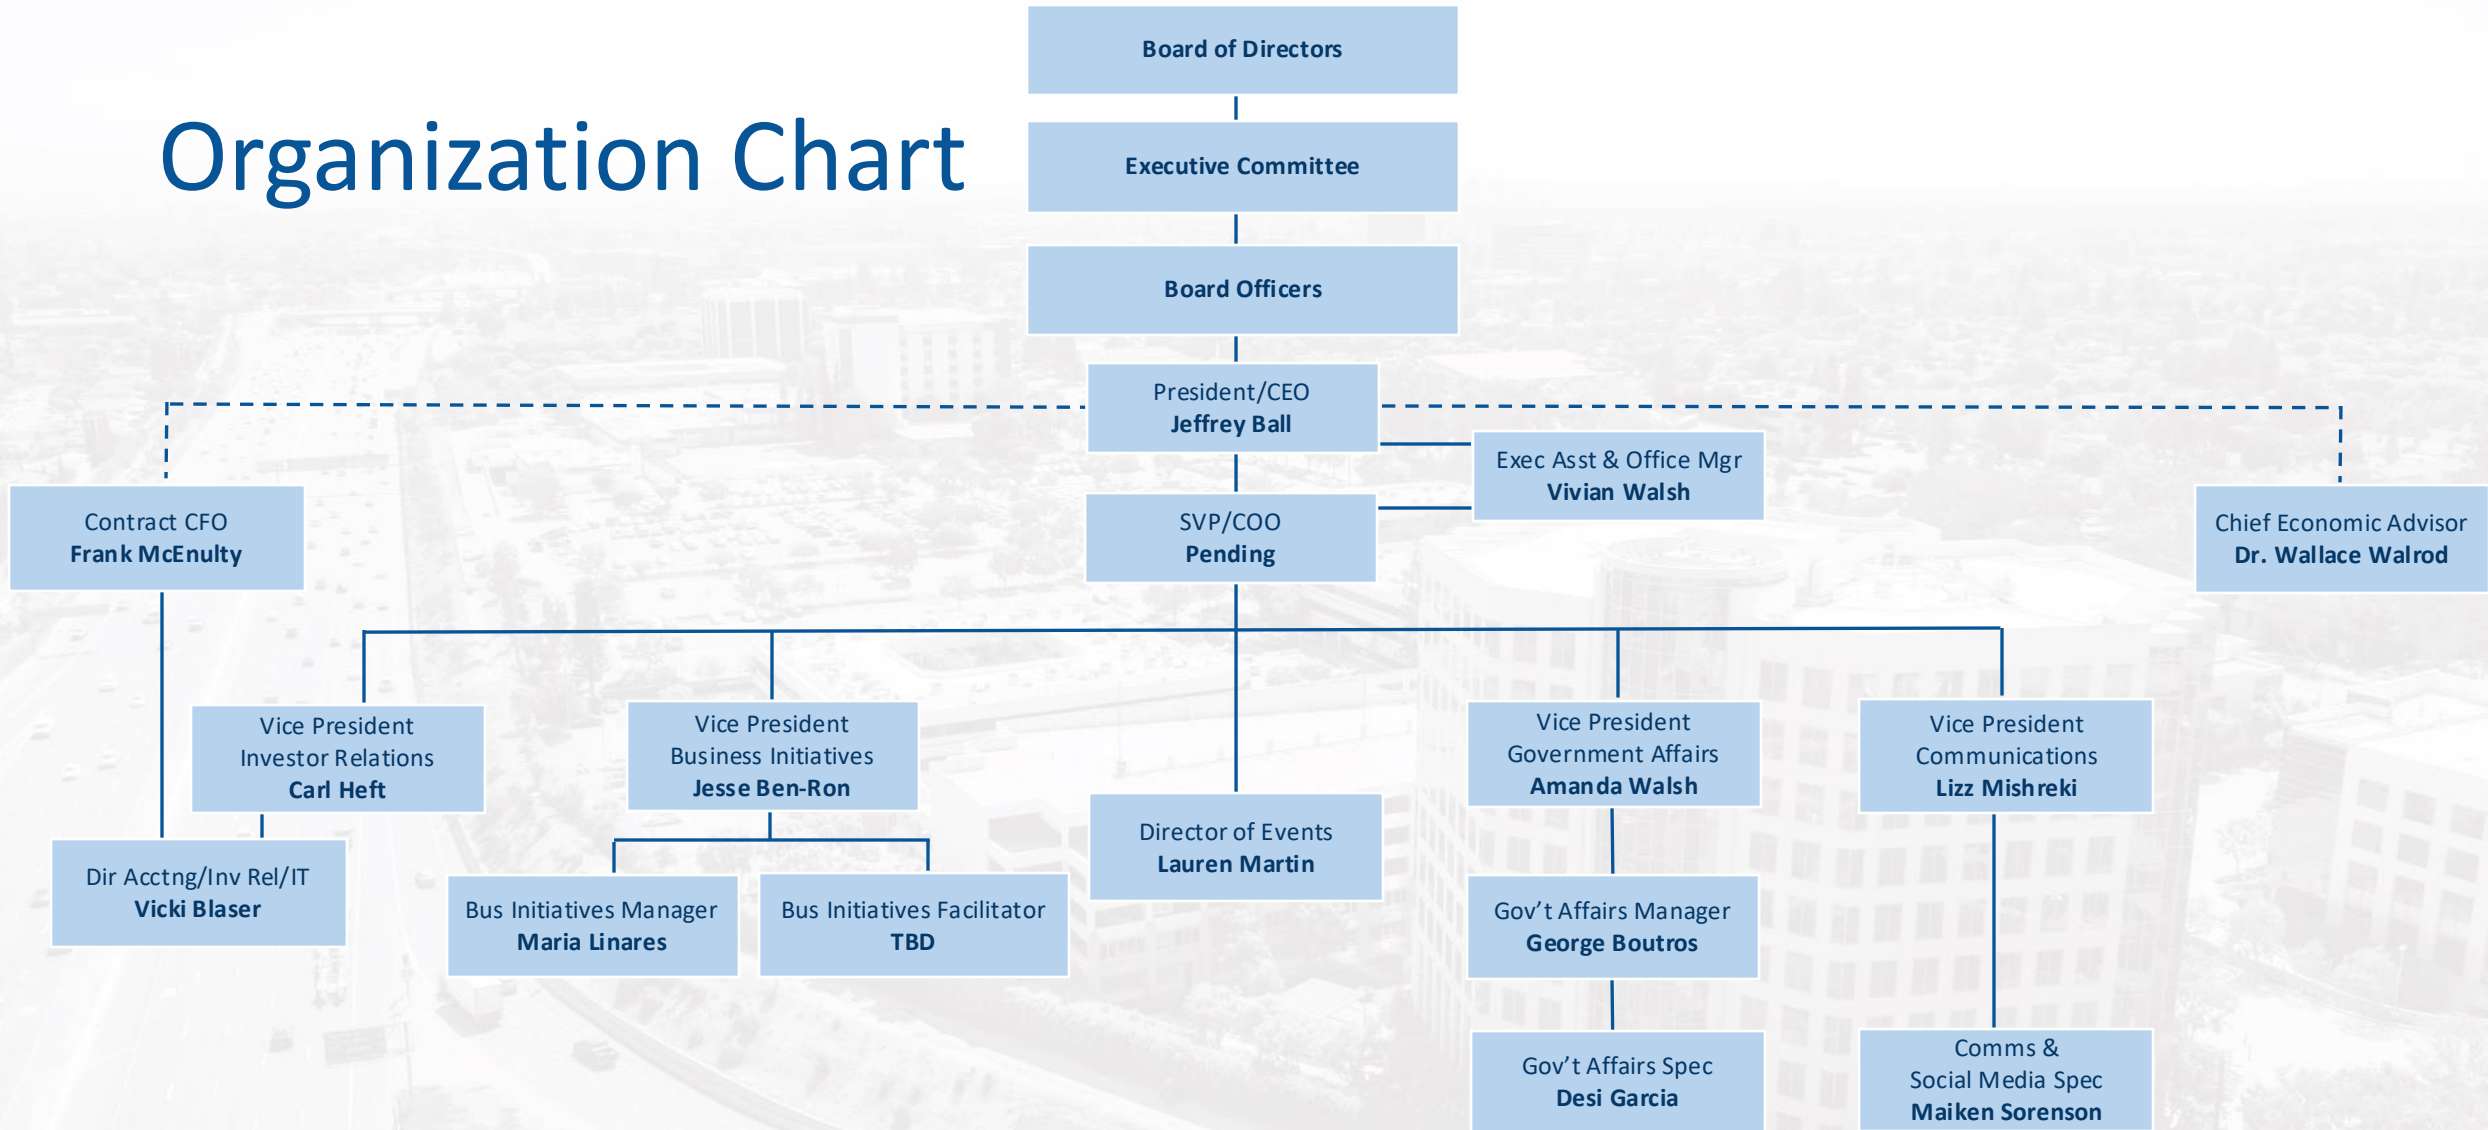 Board of Directors
Organization Chart
Executive Committee
Board Officers
President/CEO
Jeffrey Ball
Exec Asst & Office Mgr
Vivian Walsh
Contract CFO
Frank McEnulty
SVP/COO
Pending
Chief Economic Advisor
Dr. Wallace Walrod
Vice President
Investor Relations
Carl Heft
Vice President
Business Initiatives
Jesse Ben-Ron
Vice President
Government Affairs
Amanda Walsh
Vice President
Communications
Lizz Mishreki
Director of Events
Lauren Martin
Dir Acctng/Inv Rel/IT
Vicki Blaser
Bus Initiatives Manager
Maria Linares
Bus Initiatives Facilitator
TBD
Gov’t Affairs Manager
George Boutros
Gov’t Affairs Spec
Desi Garcia
Comms &
Social Media Spec
Maiken Sorenson